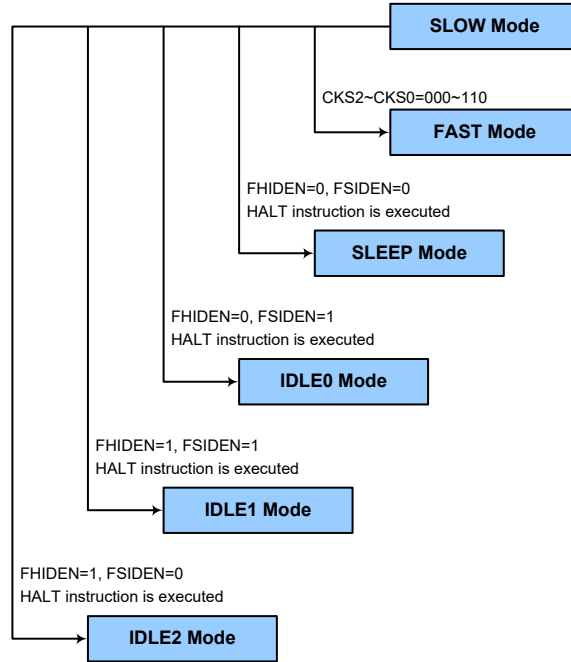 SLOW Mode
CKS2~CKS0=000~110
FAST Mode
FHIDEN=0, FSIDEN=0
HALT instruction is executed
SLEEP Mode
FHIDEN=0, FSIDEN=1
HALT instruction is executed
IDLE0 Mode
FHIDEN=1, FSIDEN=1
HALT instruction is executed
IDLE1 Mode
FHIDEN=1, FSIDEN=0
HALT instruction is executed
IDLE2 Mode